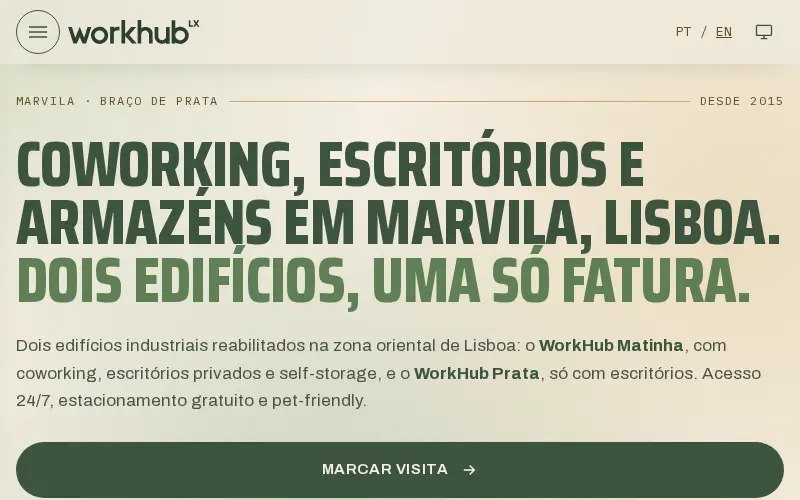 workhub LX
PT / EN
MARVILA · BRAÇO DE PRATA
DESDE 2015
COWORKING, ESCRITÓRIOS E
ARMAZÉNS EM MARVILA, LISBOA.
DOIS EDIFÍCIOS, UMA SÓ FATURA.
Dois edifícios industriais reabilitados na zona oriental de Lisboa: o WorkHub Matinha, com
coworking, escritórios privados e self-storage, e o WorkHub Prata, só com escritórios. Acesso
24/7, estacionamento gratuito e pet-friendly.
MARCAR VISITA →